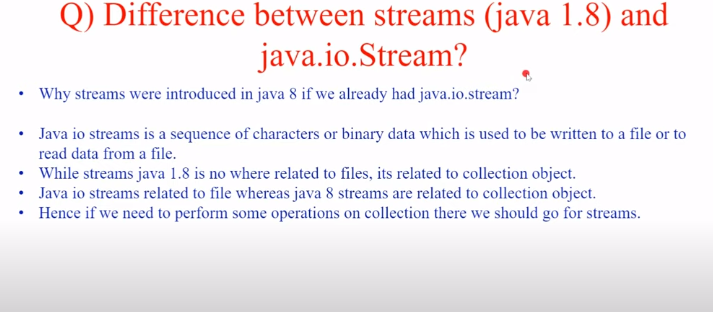 Q) Difference between streams (java 1.8) and
java.io.Stream?
• Why streams were introduced in java 8 if we already had java.io.stream?
• Java io streams is a sequence of characters or binary data which is used to be written to a file or to
read data from a file.
• While streams java 1.8 is no where related to files, its related to collection object.
• Java io streams related to file whereas java 8 streams are related to collection object.
• Hence if we need to perform some operations on collection there we should go for streams.